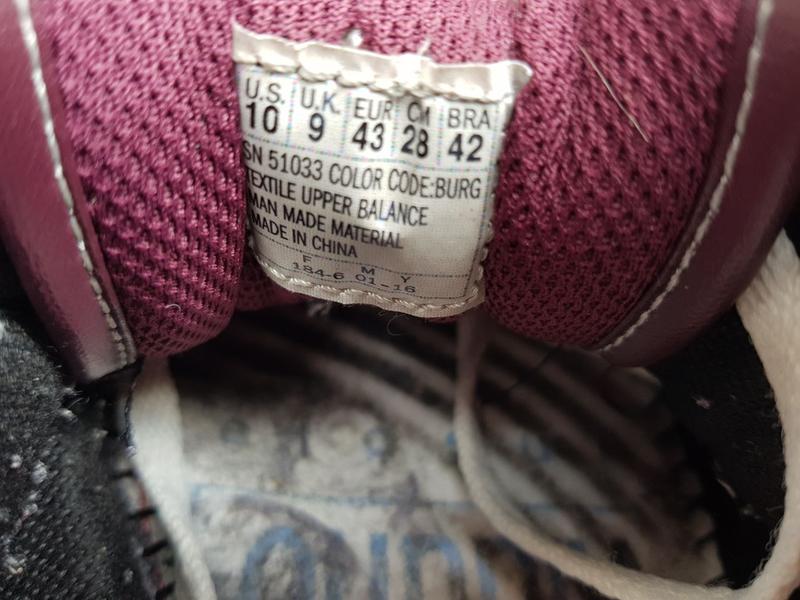 U.S. U.K. EUR CM BRA
10 9 43 28 42
SN 51033 COLOR CODE:BURG
TEXTILE UPPER BALANCE
MAN MADE MATERIAL
MADE IN CHINA
F M Y
184-6 01-16